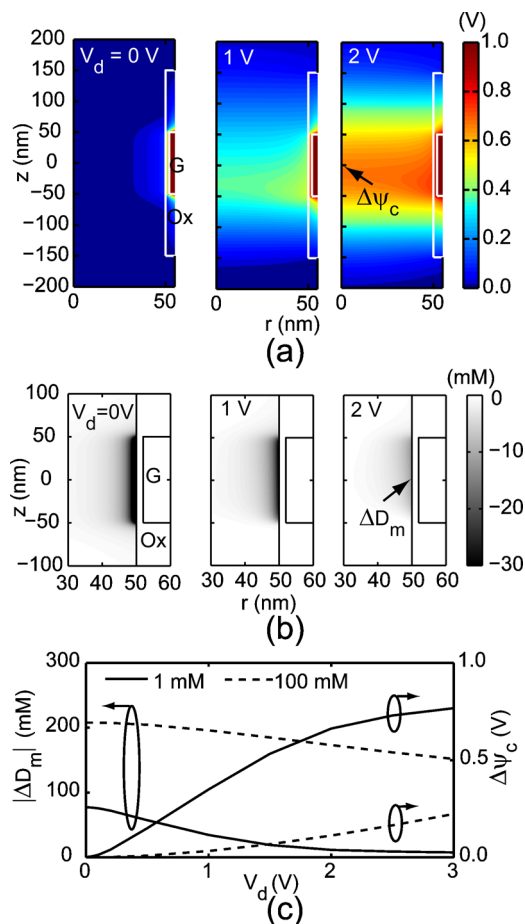 (V)
V_d = 0 V
1 V
2 V
200
150
100
50
0
−50
−100
−150
−200
z (nm)
G
Ox
Δψ_c
1.0
0.8
0.6
0.4
0.2
0.0
0 50
0 50
0 50
r (nm)
(a)
(mM)
V_d=0V
1 V
2 V
100
50
0
−50
−100
z (nm)
G
Ox
ΔD_m
0
−10
−20
−30
30 40 50 60
30 40 50 60
30 40 50 60
r (nm)
(b)
300
200
100
0
|ΔD_m| (mM)
1 mM
100 mM
1.0
0.5
0.0
Δψ_c (V)
0 1 2 3
V_d (V)
(c)